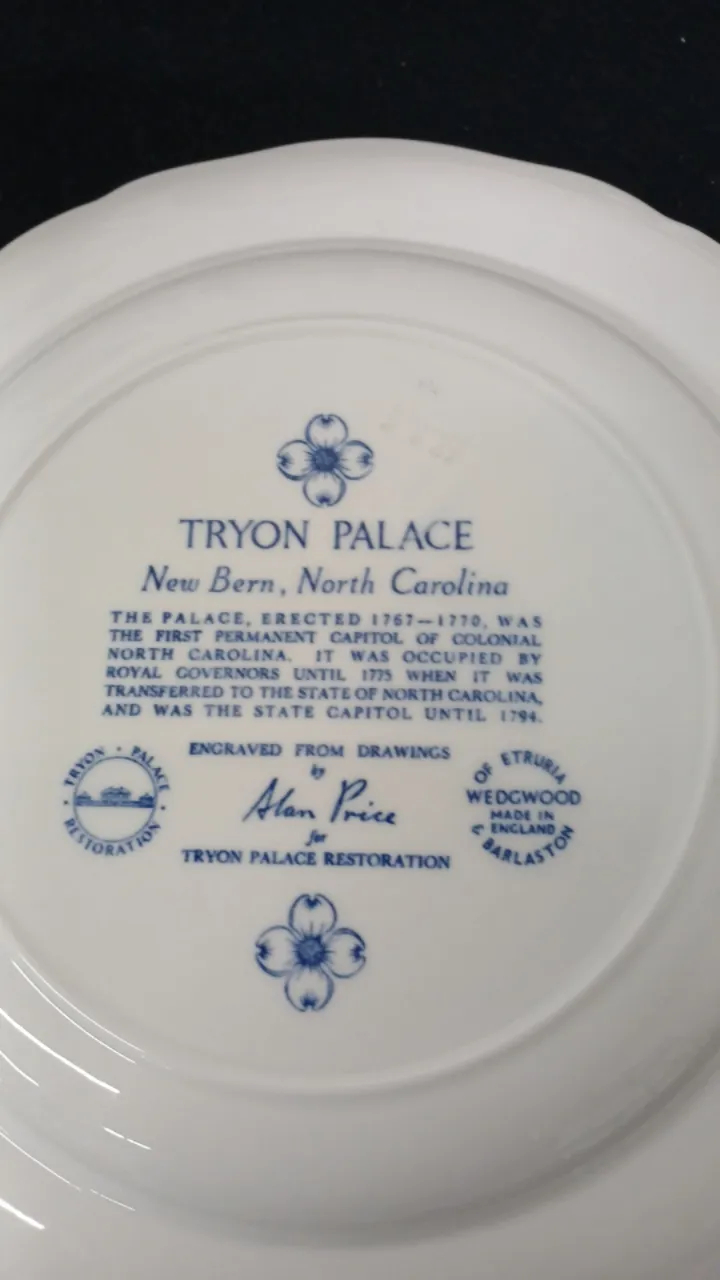 TRYON PALACE
New Bern, North Carolina
THE PALACE, ERECTED 1767—1770, WAS
THE FIRST PERMANENT CAPITOL OF COLONIAL
NORTH CAROLINA. IT WAS OCCUPIED BY
ROYAL GOVERNORS UNTIL 1775 WHEN IT WAS
TRANSFERRED TO THE STATE OF NORTH CAROLINA,
AND WAS THE STATE CAPITOL UNTIL 1794.
TRYON · PALACE
· RESTORATION ·
ENGRAVED FROM DRAWINGS
by
Alan Price
for
TRYON PALACE RESTORATION
OF ETRURIA
WEDGWOOD
MADE IN
ENGLAND
& BARLASTON